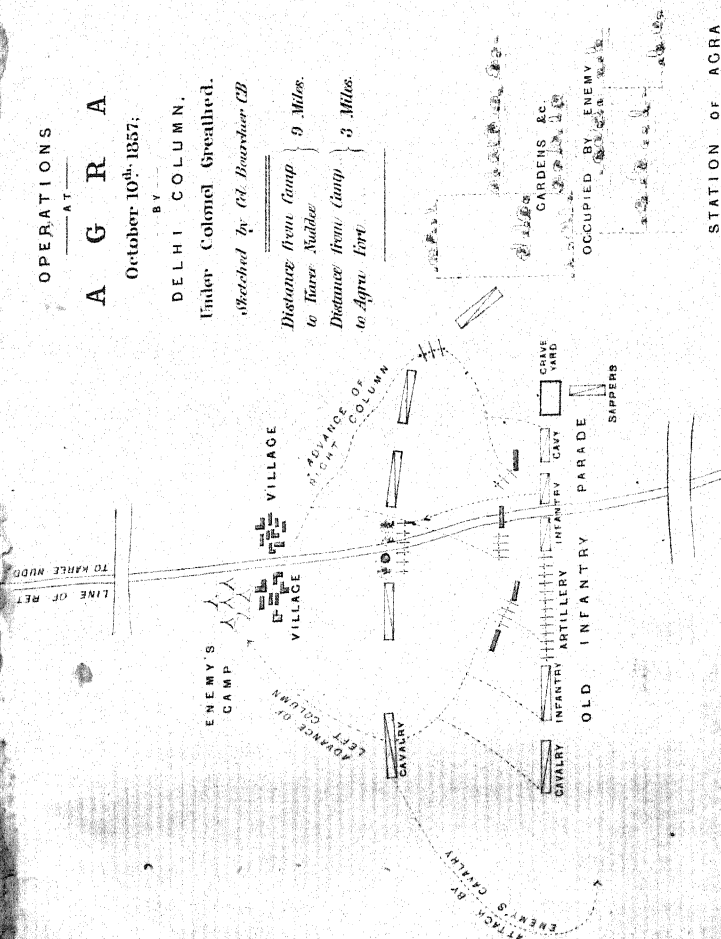 OPERATIONS
AT
AGRA
October 10th 1857;
BY
DELHI COLUMN,
Under Colonel Greathed.
Sketched by Col. Bourchier CB
Distance from Camp } 9 Miles.
to Karee Nuddee
Distance from Camp } 3 Miles.
to Agra Fort
GARDENS &c.
OCCUPIED BY ENEMY
STATION OF AGRA
TO KAREE NUDD
LINE OF RET
VILLAGE
VILLAGE
ENEMY'S
CAMP
ADVANCE OF
RIGHT COLUMN
ADVANCE OF
LEFT COLUMN
CAVALRY
ATTACK BY
ENEMY'S CAVALRY
CAVALRY
INFANTRY
ARTILLERY
INFANTRY
CAVY
GRAVE
YARD
SAPPERS
OLD INFANTRY PARADE